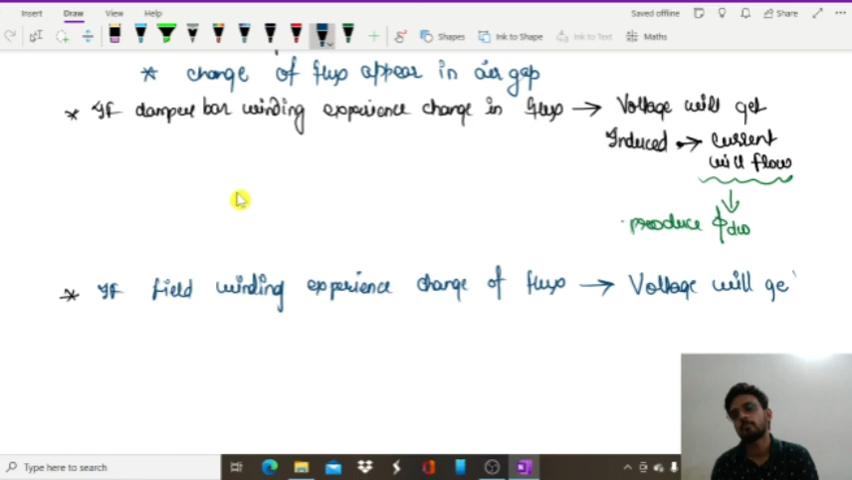 Insert Draw View Help
Saved offline Share
Shapes Ink to Shape Ink to Text Maths
* change of flux appear in air gap
* If damper bar winding experience change in flux → Voltage will get
Induced → current
will flow
produce ϕdw
* If field winding experience change of flux → Voltage will ge
Type here to search